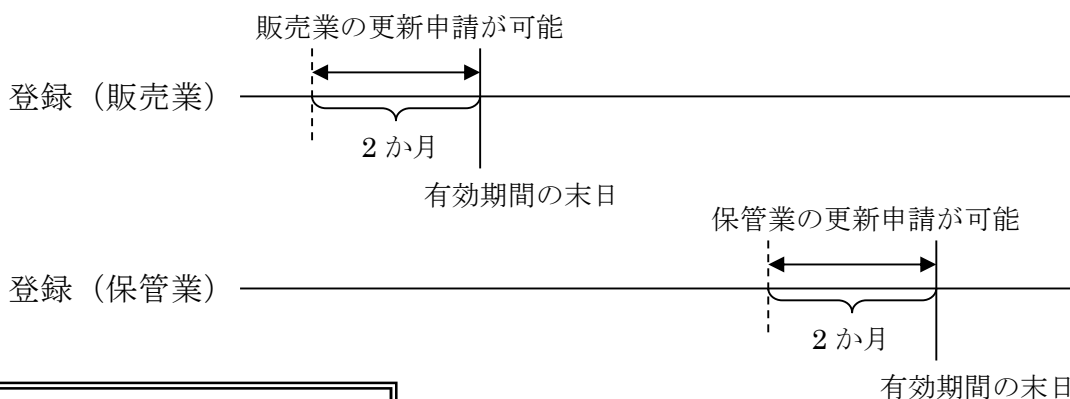 販売業の更新申請が可能
登録（販売業）
2 か月
有効期間の末日
保管業の更新申請が可能
登録（保管業）
2 か月
有効期間の末日